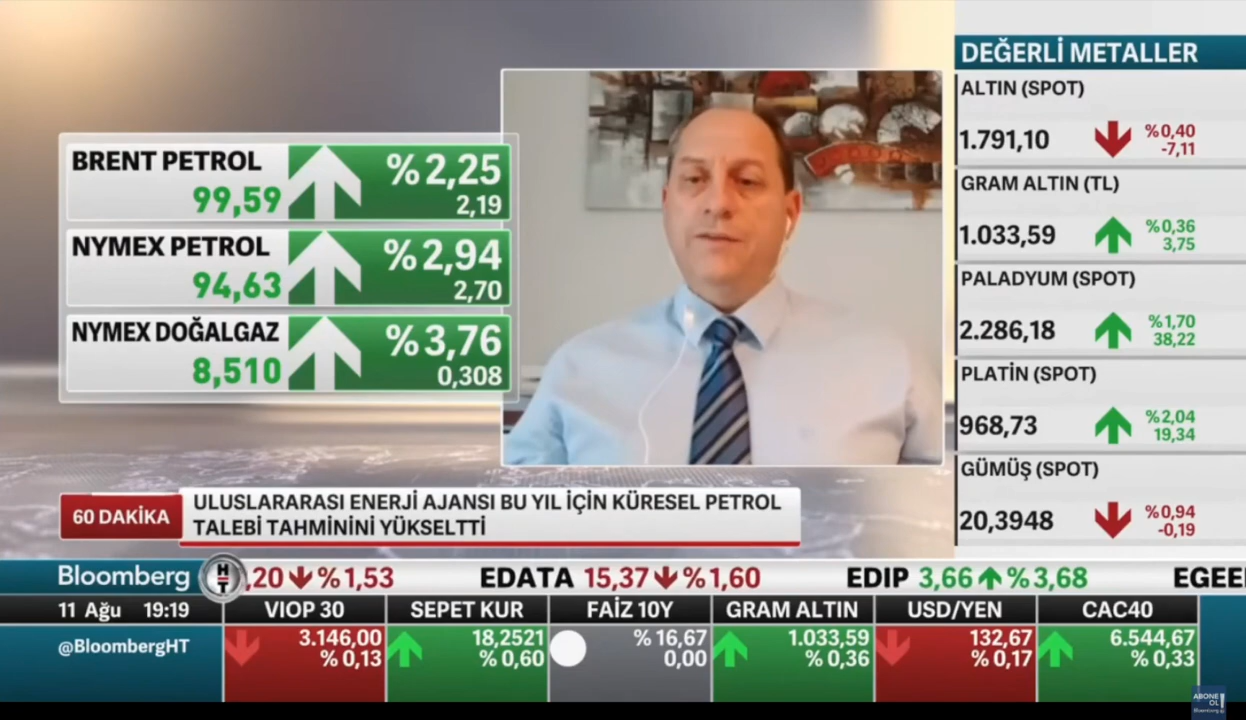 BRENT PETROL
99,59
%2,25
2,19
NYMEX PETROL
94,63
%2,94
2,70
NYMEX DOĞALGAZ
8,510
%3,76
0,308
DEĞERLİ METALLER
ALTIN (SPOT)
1.791,10
%0,40
-7,11
GRAM ALTIN (TL)
1.033,59
%0,36
3,75
PALADYUM (SPOT)
2.286,18
%1,70
38,22
PLATİN (SPOT)
968,73
%2,04
19,34
GÜMÜŞ (SPOT)
20,3948
%0,94
-0,19
60 DAKİKA
ULUSLARARASI ENERJİ AJANSI BU YIL İÇİN KÜRESEL PETROL
TALEBİ TAHMİNİNİ YÜKSELTTİ
Bloomberg HT ,20 %1,53 EDATA 15,37 %1,60 EDIP 3,66 %3,68 EGEE
11 Ağu 19:19
@BloombergHT
VIOP 30
3.146,00
% 0,13
SEPET KUR
18,2521
% 0,60
FAİZ 10Y
% 16,67
0,00
GRAM ALTIN
1.033,59
% 0,36
USD/YEN
132,67
% 0,17
CAC40
6.544,67
% 0,33
ABONE
OL!
Bloomberg